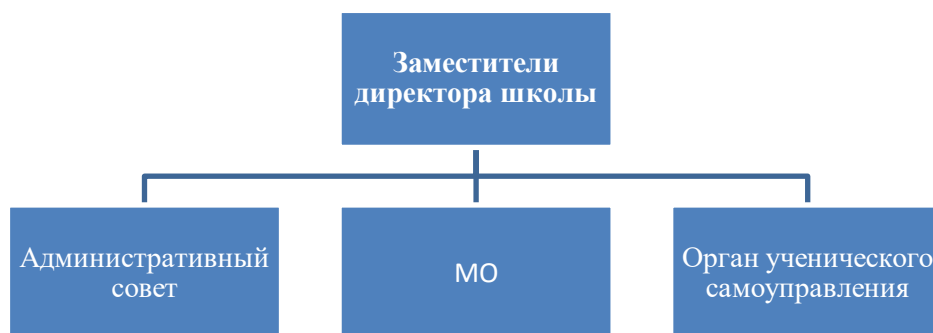 Заместители
директора школы
Административный
совет
МО
Орган ученического
самоуправления